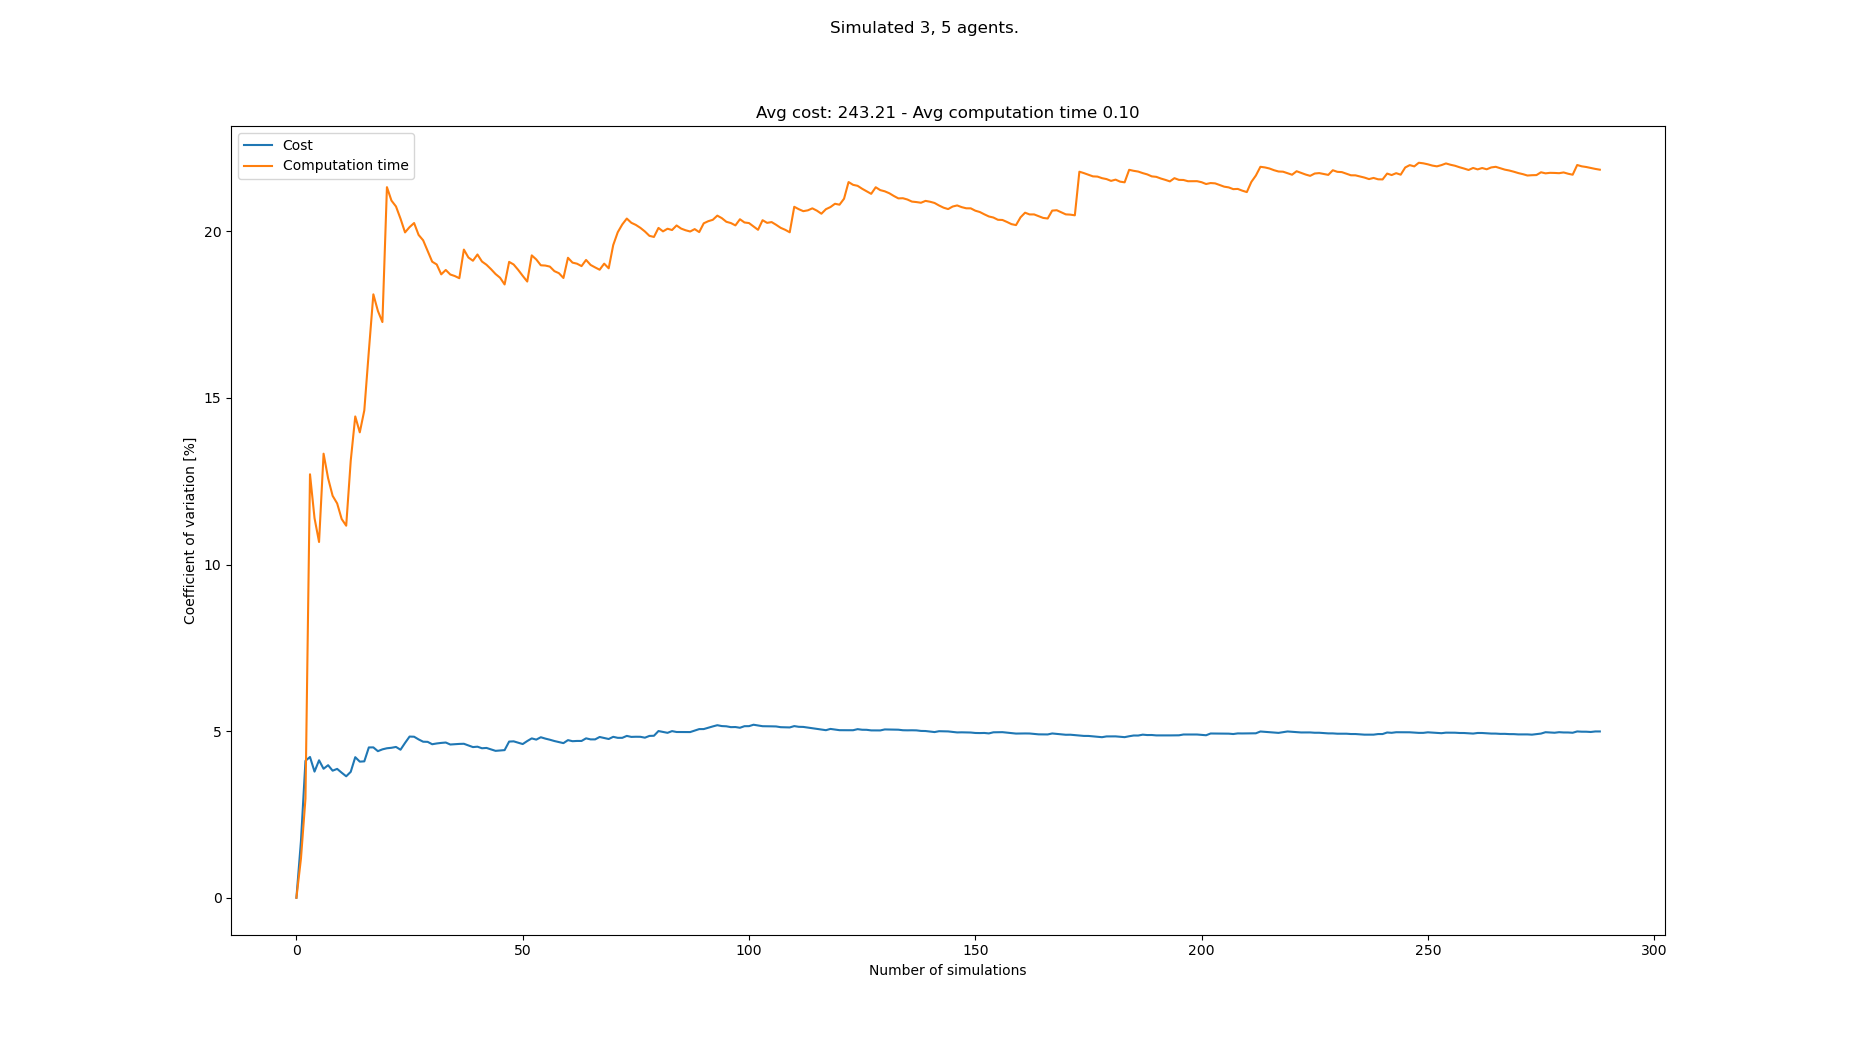 Simulated 3, 5 agents.
Avg cost: 243.21 - Avg computation time 0.10
Cost
Computation time
Coefficient of variation [%]
20
15
10
5
0
0 50 100 150 200 250 300
Number of simulations